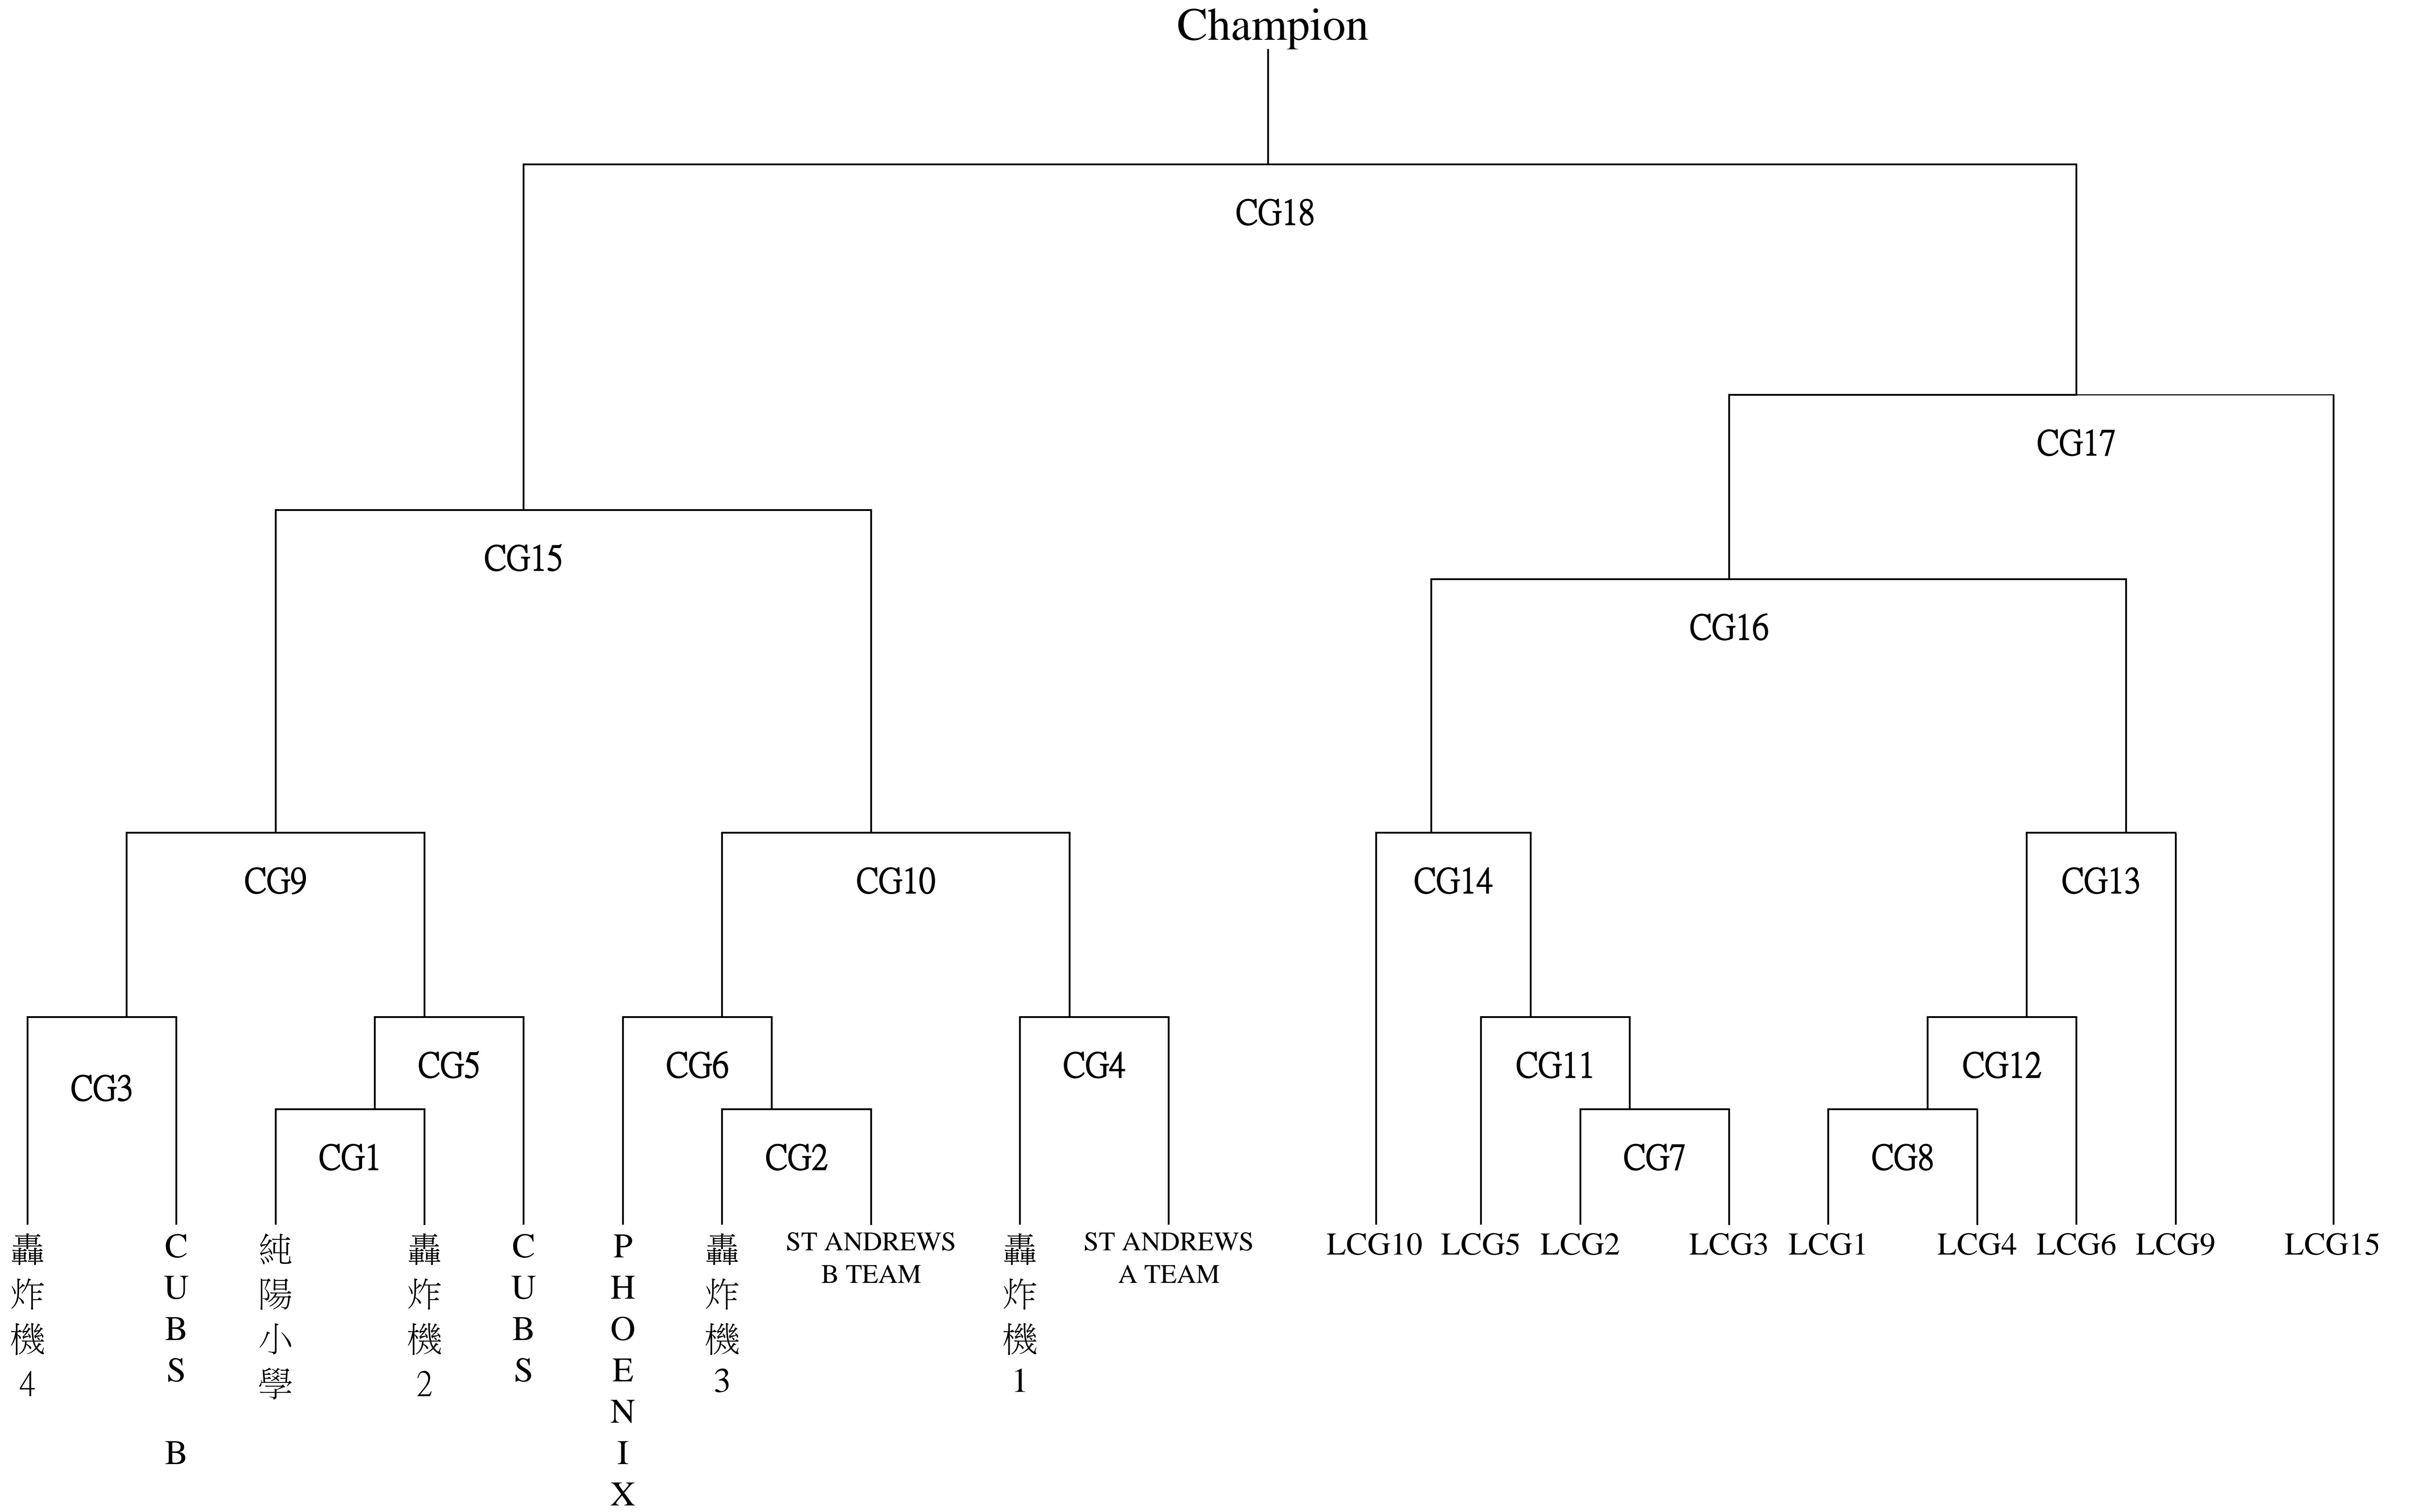 Champion
CG18
CG17
CG15
CG16
CG9
CG10
CG14
CG13
CG3
CG5
CG6
CG4
CG11
CG12
CG1
CG2
CG7
CG8
轟炸機4
CUBS B
純陽小學
轟炸機2
CUBS
PHOENIX
轟炸機3
ST ANDREWS
B TEAM
轟炸機1
ST ANDREWS
A TEAM
LCG10
LCG5
LCG2
LCG3
LCG1
LCG4
LCG6
LCG9
LCG15